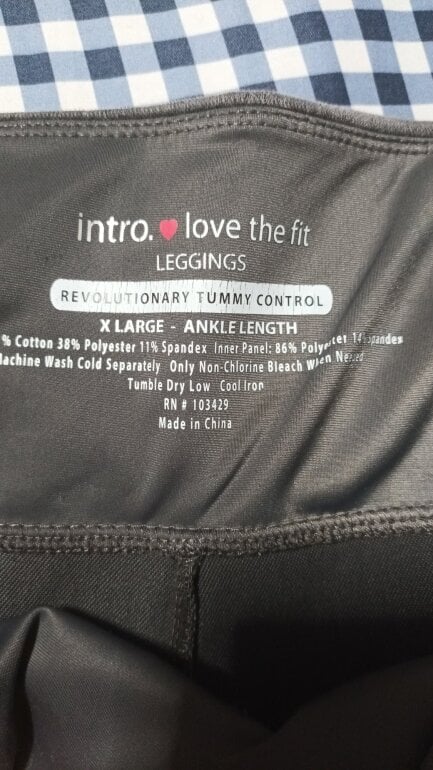 intro. love the fit
LEGGINGS
REVOLUTIONARY TUMMY CONTROL
X LARGE - ANKLE LENGTH
% Cotton 38% Polyester 11% Spandex Inner Panel: 86% Polyester 14% Spandex
Machine Wash Cold Separately Only Non-Chlorine Bleach When Needed
Tumble Dry Low Cool Iron
RN # 103429
Made in China